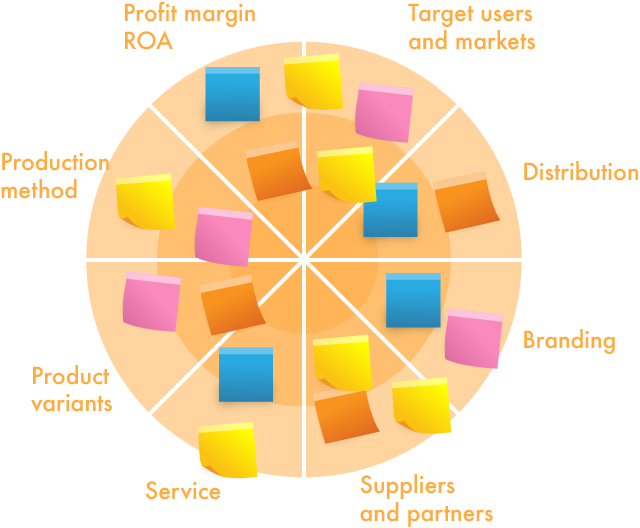 Profit margin
ROA
Target users
and markets
Production
method
Distribution
Branding
Product
variants
Service
Suppliers
and partners